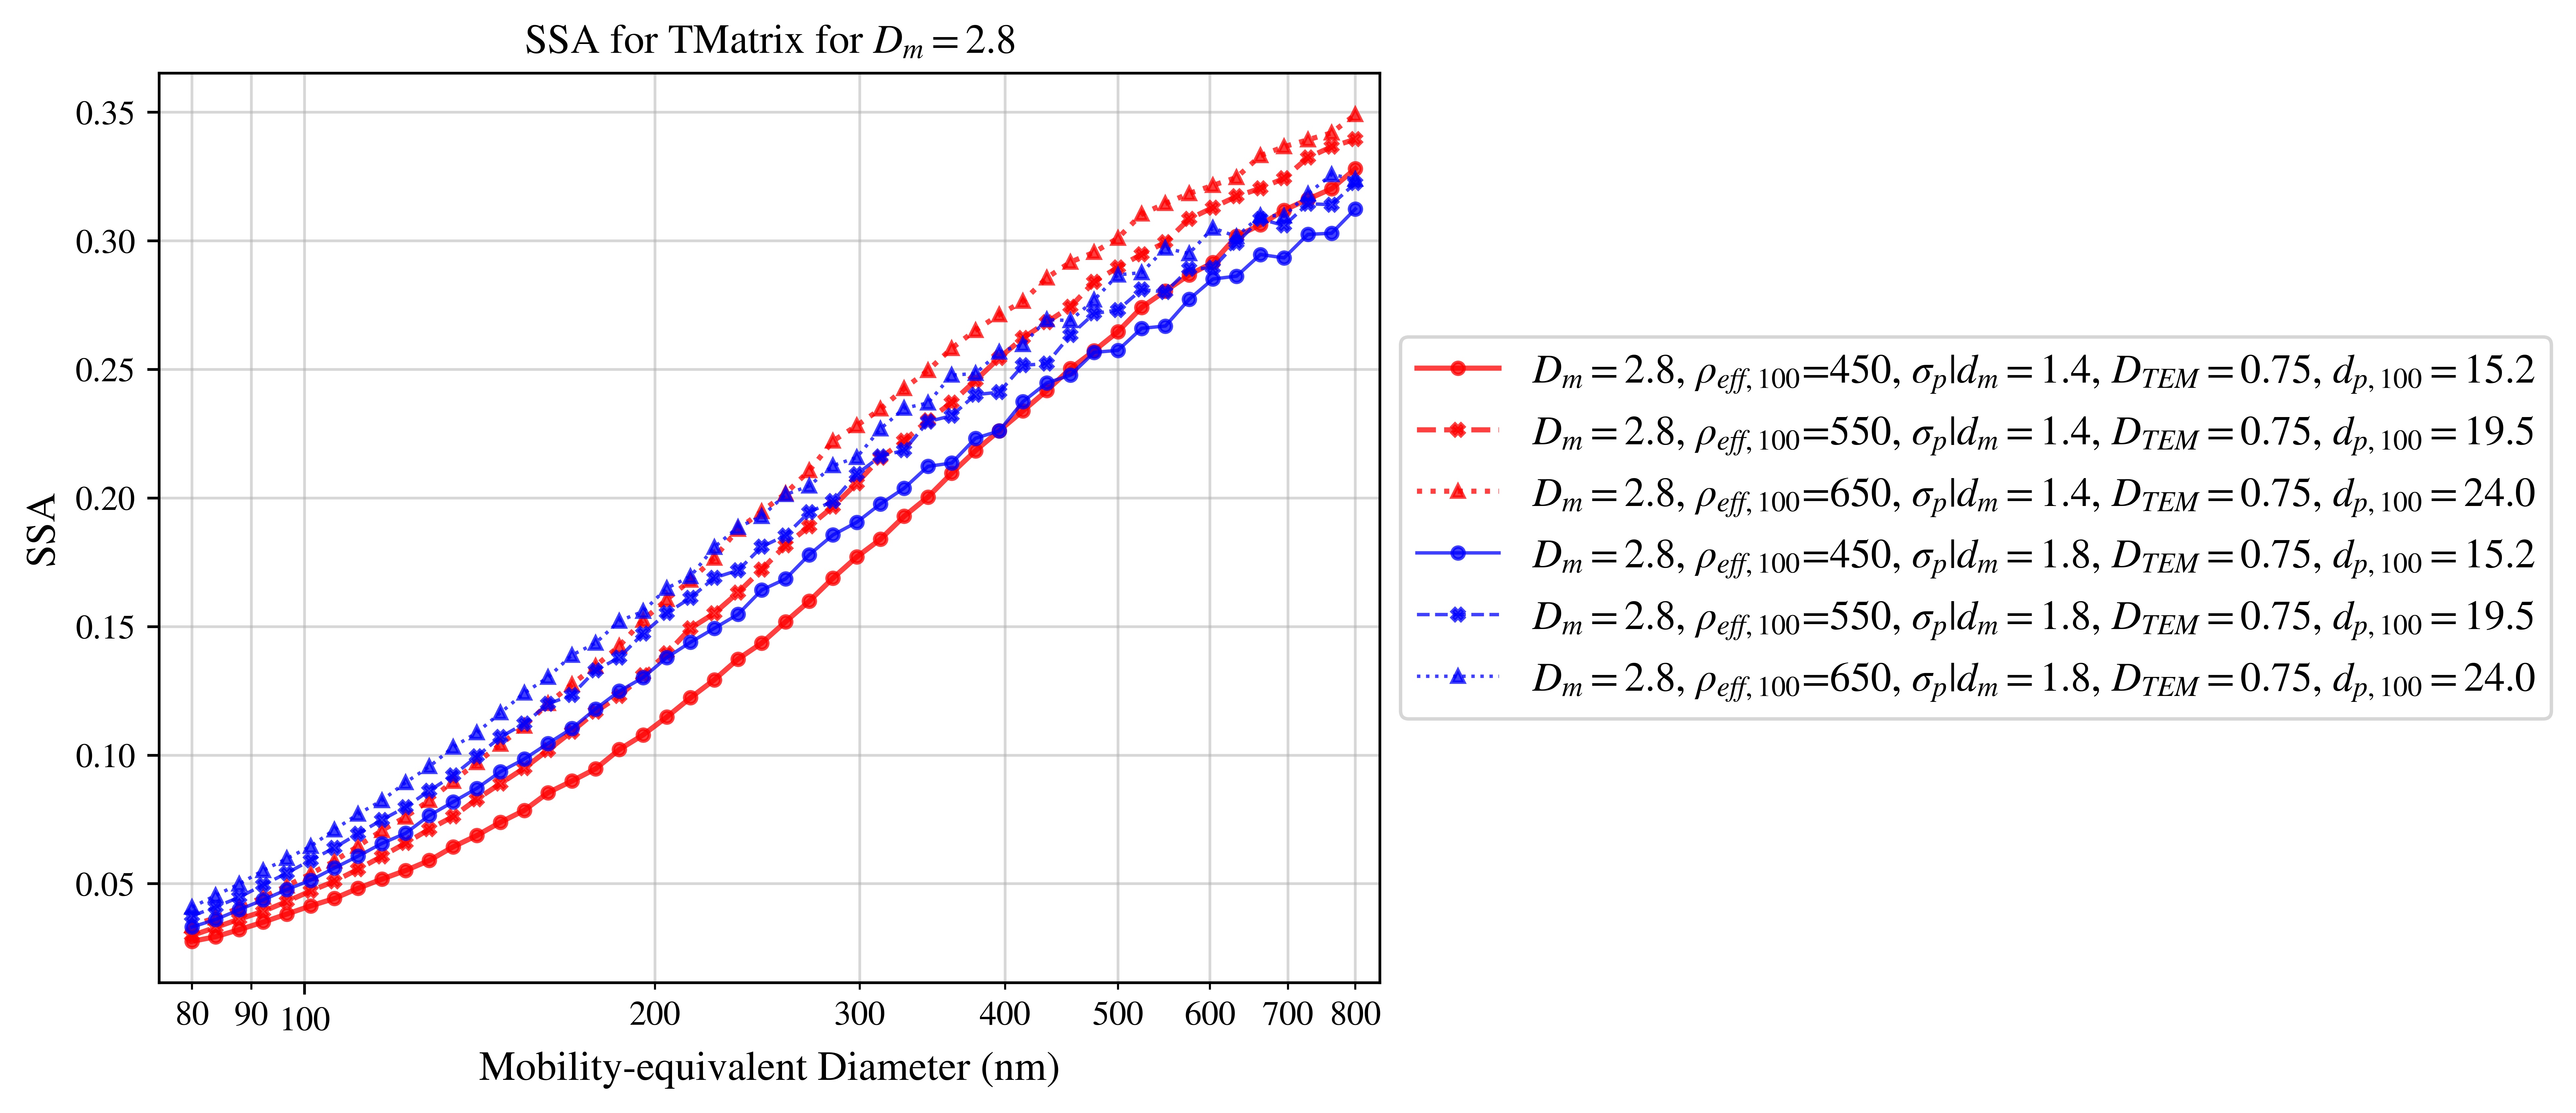 SSA for TMatrix for Dₘ = 2.8
SSA
0.35
0.30
0.25
0.20
0.15
0.10
0.05
80 90 100 200 300 400 500 600 700 800
Mobility-equivalent Diameter (nm)
D_m = 2.8, ρ_eff, 100=450, σ_p|d_m = 1.4, D_TEM = 0.75, d_p, 100 = 15.2
D_m = 2.8, ρ_eff, 100=550, σ_p|d_m = 1.4, D_TEM = 0.75, d_p, 100 = 19.5
D_m = 2.8, ρ_eff, 100=650, σ_p|d_m = 1.4, D_TEM = 0.75, d_p, 100 = 24.0
D_m = 2.8, ρ_eff, 100=450, σ_p|d_m = 1.8, D_TEM = 0.75, d_p, 100 = 15.2
D_m = 2.8, ρ_eff, 100=550, σ_p|d_m = 1.8, D_TEM = 0.75, d_p, 100 = 19.5
D_m = 2.8, ρ_eff, 100=650, σ_p|d_m = 1.8, D_TEM = 0.75, d_p, 100 = 24.0